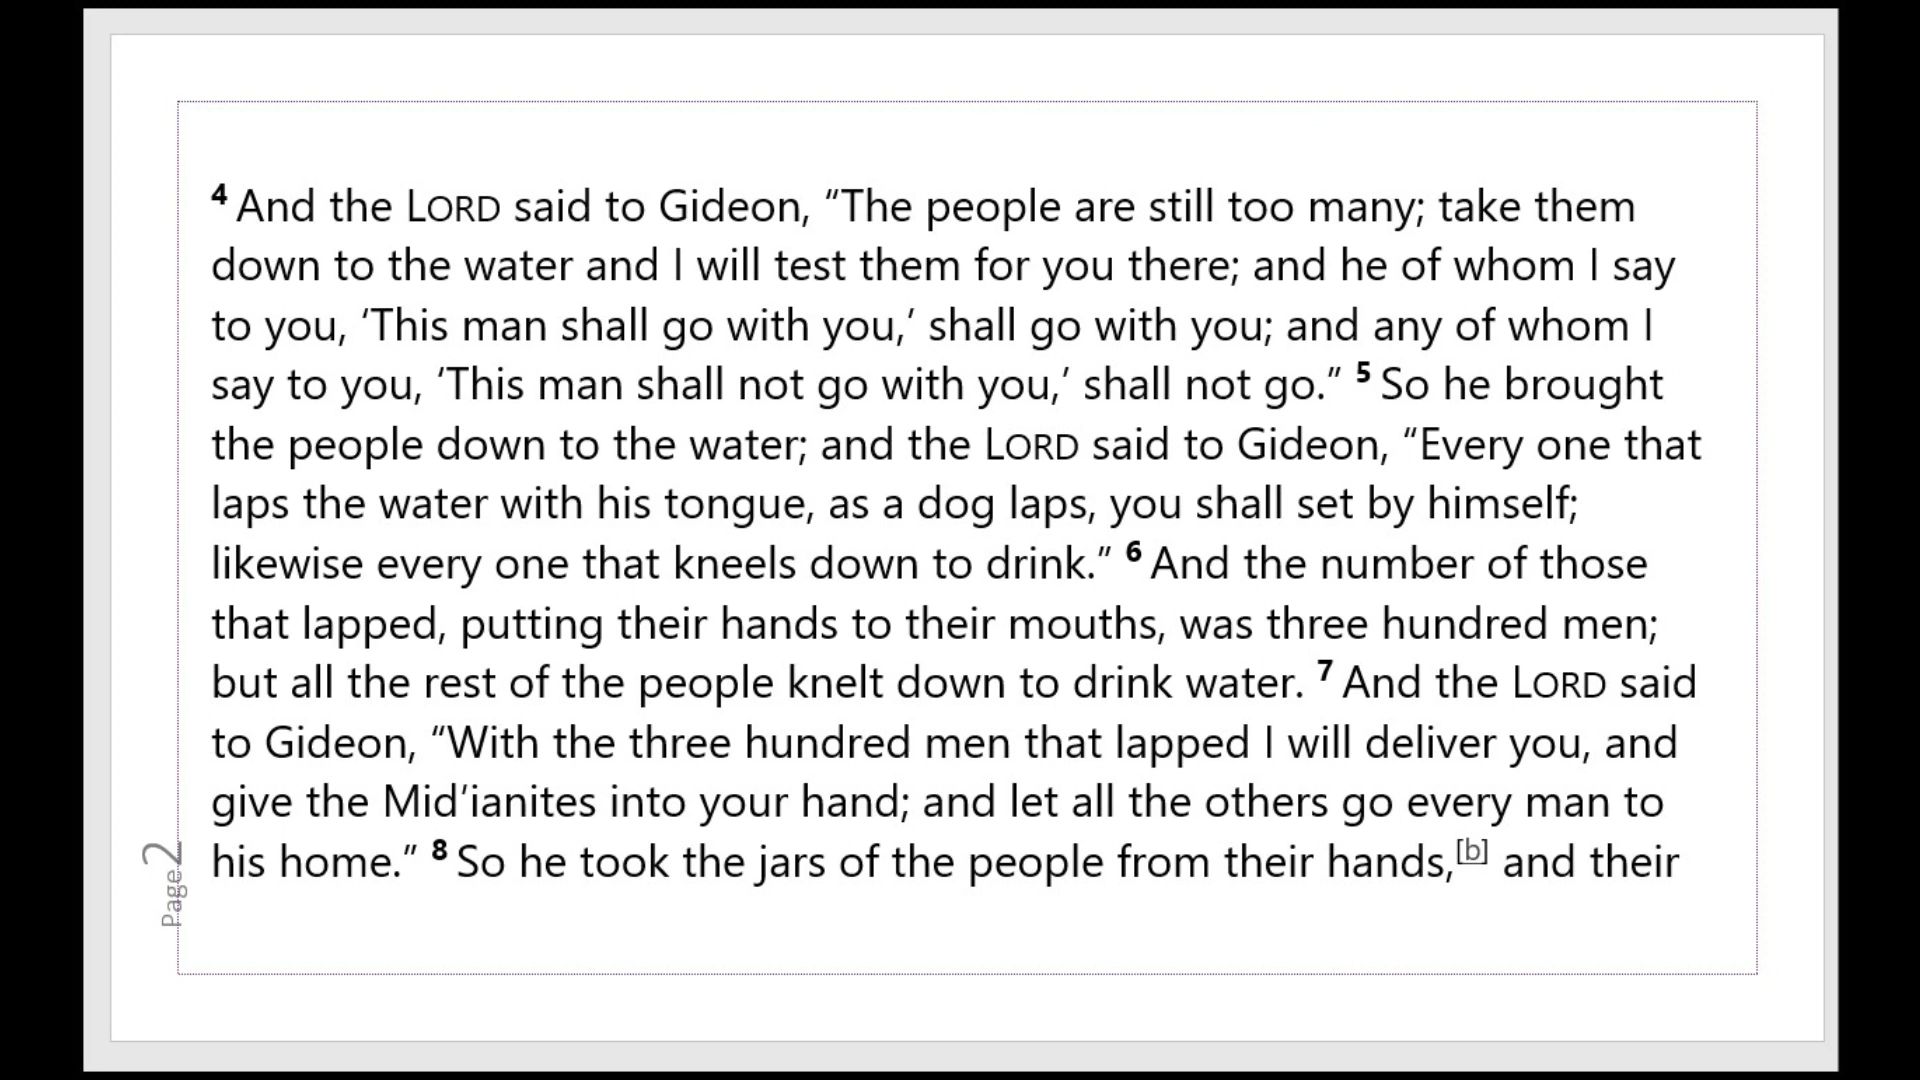 4 And the LORD said to Gideon, “The people are still too many; take them
down to the water and I will test them for you there; and he of whom I say
to you, ‘This man shall go with you,’ shall go with you; and any of whom I
say to you, ‘This man shall not go with you,’ shall not go.” 5 So he brought
the people down to the water; and the LORD said to Gideon, “Every one that
laps the water with his tongue, as a dog laps, you shall set by himself;
likewise every one that kneels down to drink.” 6 And the number of those
that lapped, putting their hands to their mouths, was three hundred men;
but all the rest of the people knelt down to drink water. 7 And the LORD said
to Gideon, “With the three hundred men that lapped I will deliver you, and
give the Mid′ianites into your hand; and let all the others go every man to
his home.” 8 So he took the jars of the people from their hands,[b] and their
Page 2